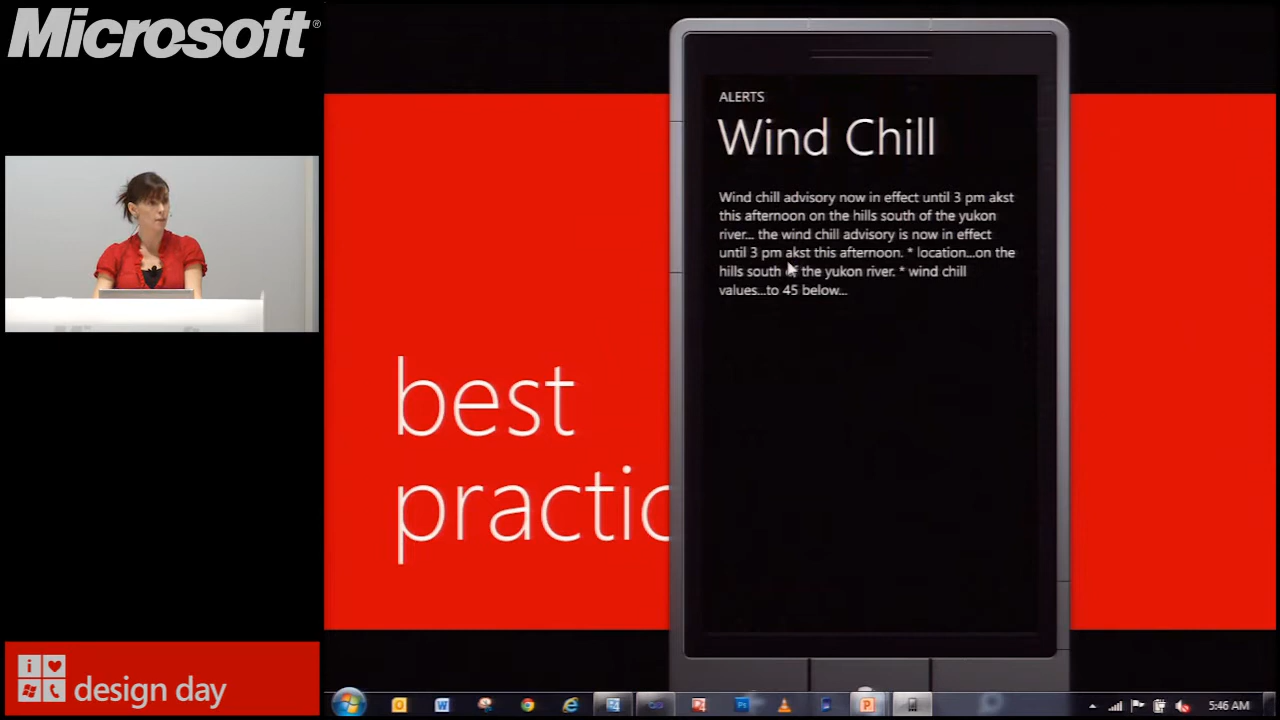 Microsoft®
ALERTS
Wind Chill
Wind chill advisory now in effect until 3 pm akst
this afternoon on the hills south of the yukon
river... the wind chill advisory is now in effect
until 3 pm akst this afternoon. * location...on the
hills south of the yukon river. * wind chill
values...to 45 below...
best
practic
i
design day
5:46 AM